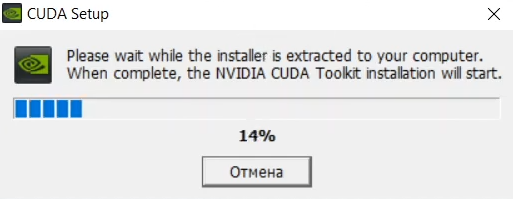 CUDA Setup
Please wait while the installer is extracted to your computer.
When complete, the NVIDIA CUDA Toolkit installation will start.
14%
Отмена